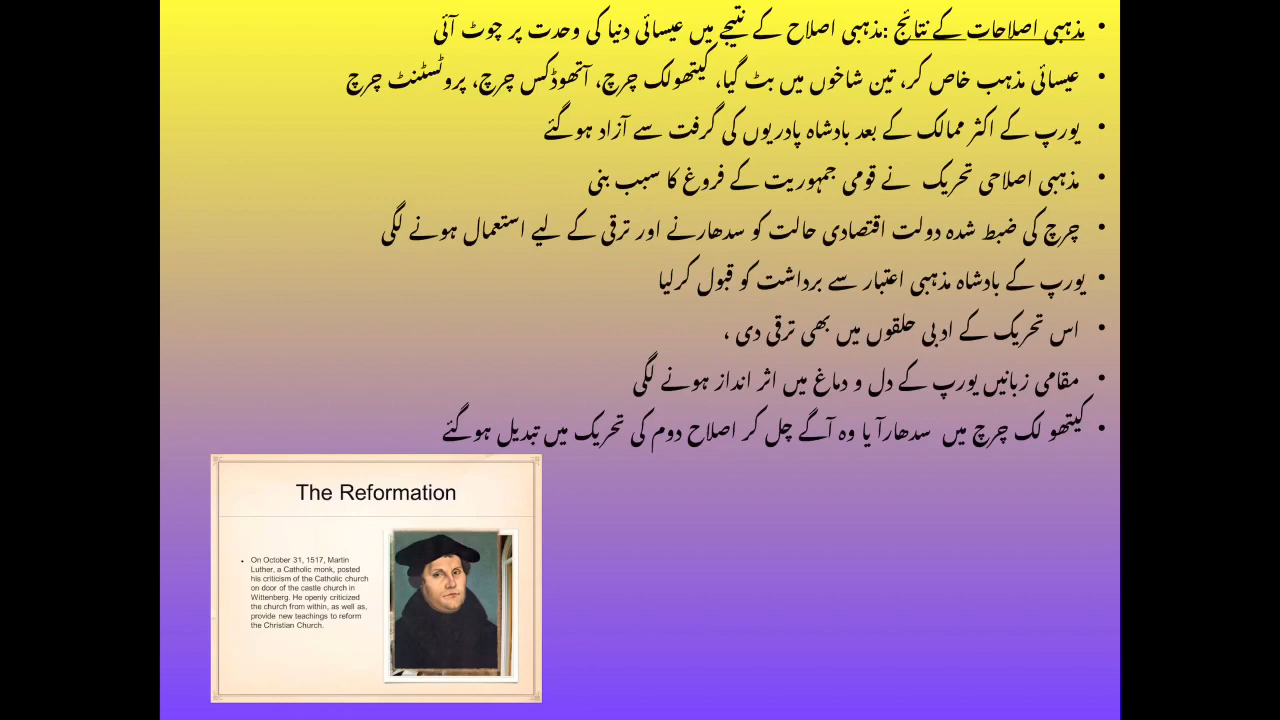 • مذہبی اصلاحات کے نتائج :مذہبی اصلاح کے نتیجے میں عیسائی دنیا کی وحدت پر چوٹ آئی
• عیسائی مذہب خاص کر، تین شاخوں میں بٹ گیا، کیتھولک چرچ، آتھوڈکس چرچ، پروٹسٹنٹ چرچ
• یورپ کے اکثر ممالک کے بعد بادشاہ پادریوں کی گرفت سے آزاد ہوگئے
• مذہبی اصلاحی تحریک نے قومی جمہوریت کے فروغ کا سبب بنی
• چرچ کی ضبط شدہ دولت اقتصادی حالت کو سدھارنے اور ترقی کے لیے استعمال ہونے لگی
• یورپ کے بادشاہ مذہبی اعتبار سے برداشت کو قبول کرلیا
• اس تحریک کے ادبی حلقوں میں بھی ترقی دی ،
• مقامی زبانیں یورپ کے دل و دماغ میں اثر انداز ہونے لگی
• کیتھو لک چرچ میں سدھارآ یا وہ آگے چل کر اصلاح دوم کی تحریک میں تبدیل ہوگئے
The Reformation
• On October 31, 1517, Martin
Luther, a Catholic monk, posted
his criticism of the Catholic church
on door of the castle church in
Wittenberg. He openly criticized
the church from within, as well as,
provide new teachings to reform
the Christian Church.